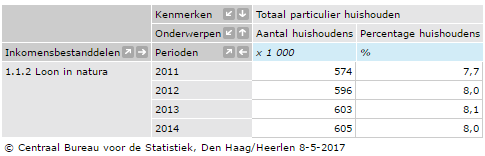 Kenmerken Totaal particulier huishouden
Onderwerpen Aantal huishoudens Percentage huishoudens
Inkomensbestanddelen Perioden x 1 000 %
1.1.2 Loon in natura 2011 574 7,7
2012 596 8,0
2013 603 8,1
2014 605 8,0
© Centraal Bureau voor de Statistiek, Den Haag/Heerlen 8-5-2017